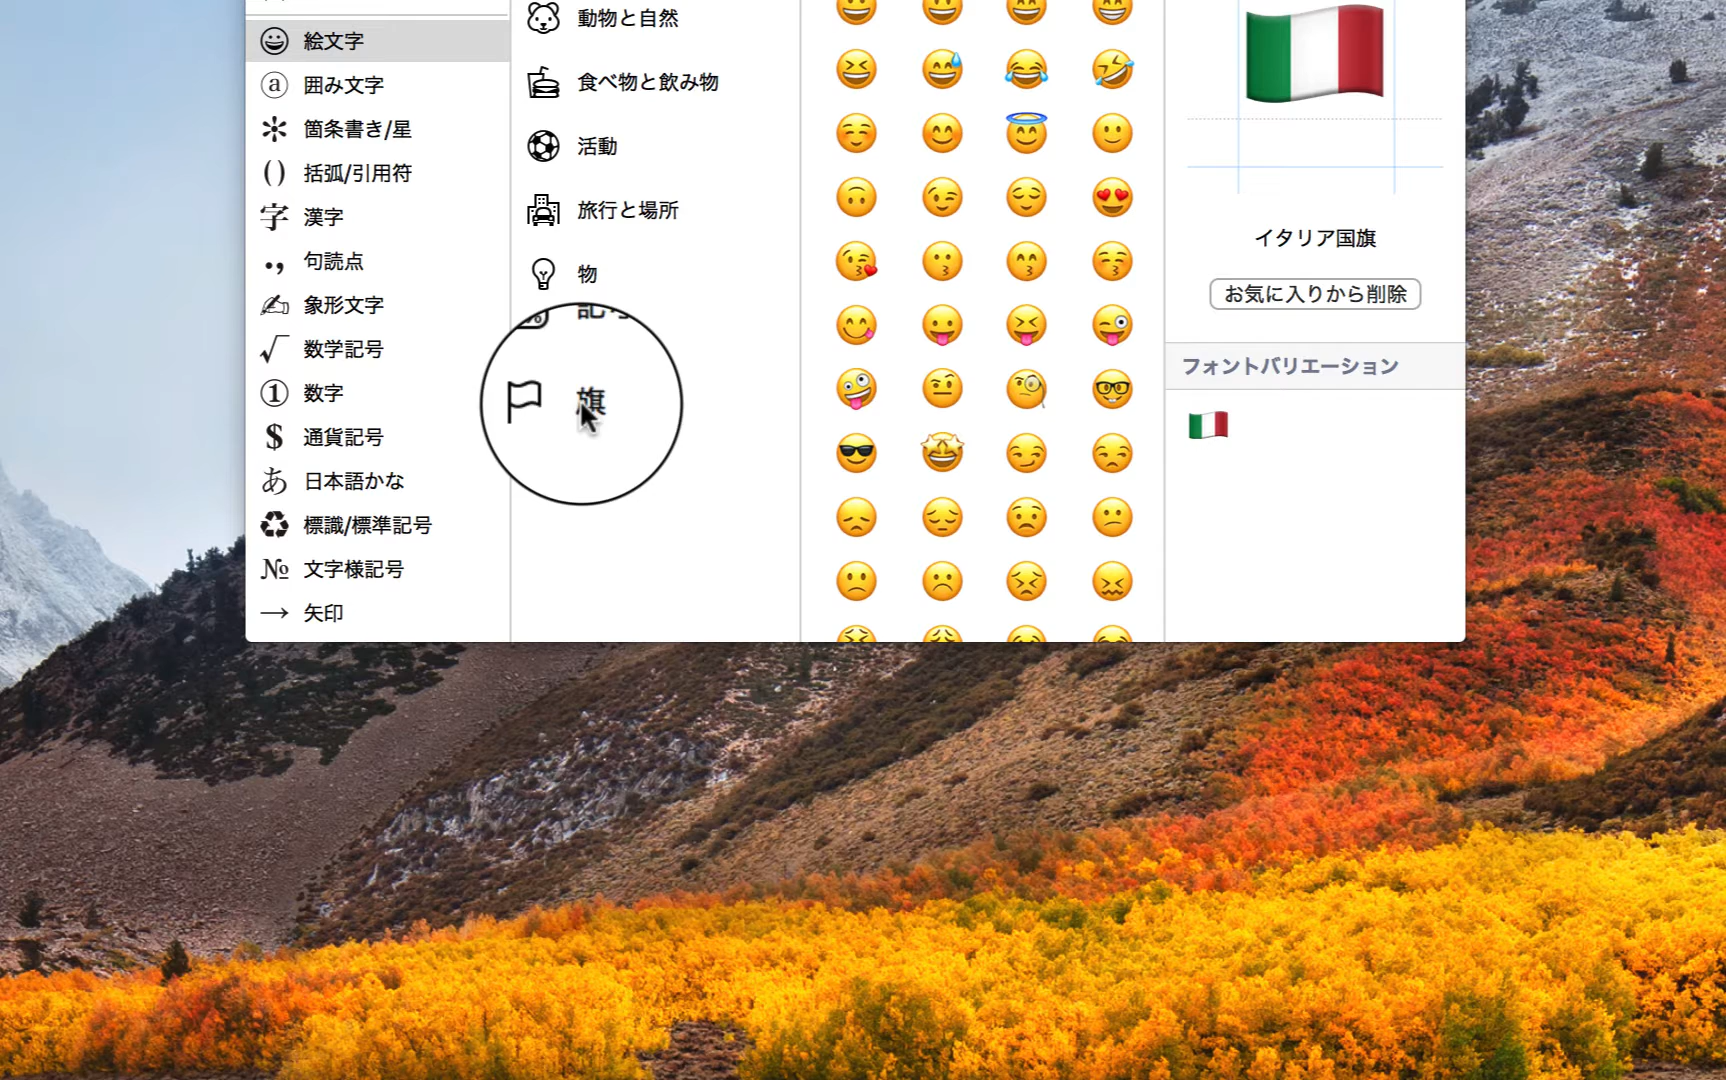 絵文字
囲み文字
箇条書き/星
括弧/引用符
漢字
句読点
象形文字
数学記号
数字
通貨記号
日本語かな
標識/標準記号
文字様記号
矢印
動物と自然
食べ物と飲み物
活動
旅行と場所
物
記号
旗
イタリア国旗
お気に入りから削除
フォントバリエーション